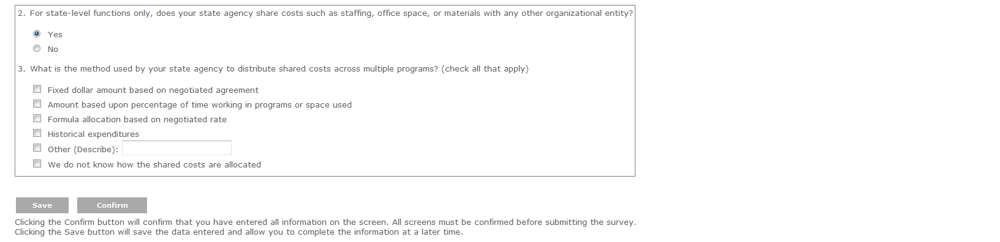 2. For state-level functions only, does your state agency share costs such as staffing, office space, or materials with any other organizational entity?
Yes
No
3. What is the method used by your state agency to distribute shared costs across multiple programs? (check all that apply)
Fixed dollar amount based on negotiated agreement
Amount based upon percentage of time working in programs or space used
Formula allocation based on negotiated rate
Historical expenditures
Other (Describe):
We do not know how the shared costs are allocated
Save Confirm
Clicking the Confirm button will confirm that you have entered all information on the screen. All screens must be confirmed before submitting the survey.
Clicking the Save button will save the data entered and allow you to complete the information at a later time.